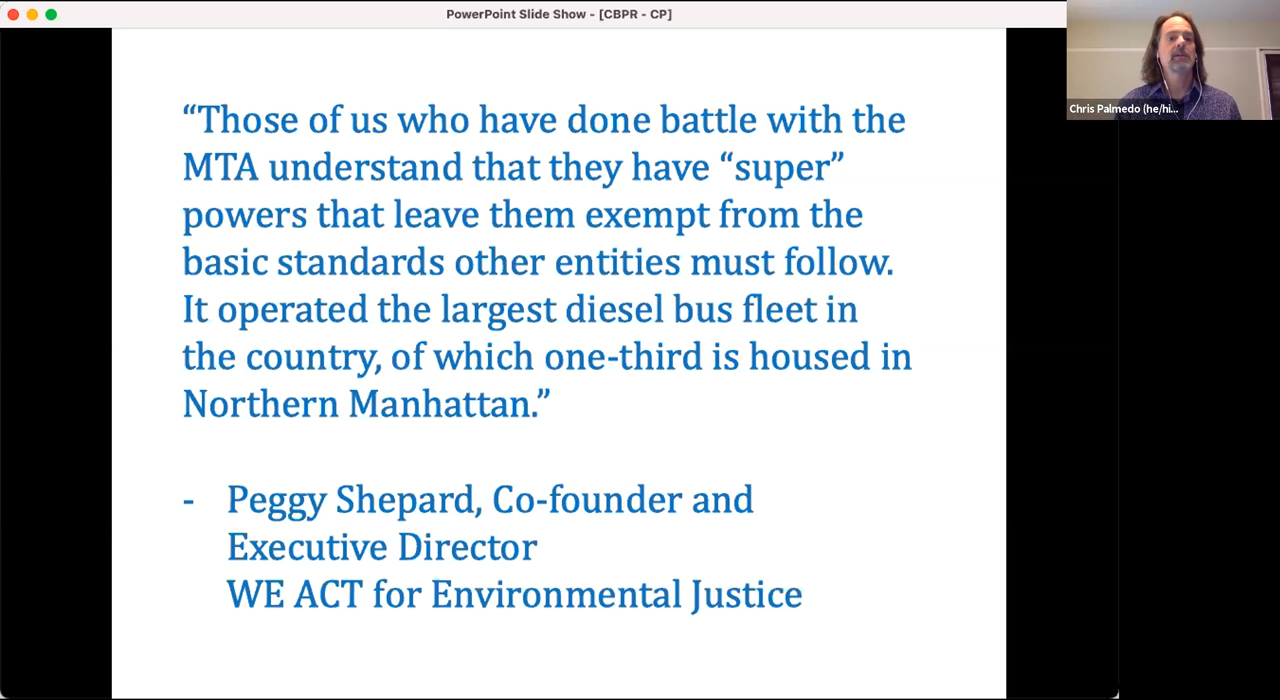 PowerPoint Slide Show - [CBPR - CP]
Chris Palmedo (he/hi...
“Those of us who have done battle with the
MTA understand that they have “super”
powers that leave them exempt from the
basic standards other entities must follow.
It operated the largest diesel bus fleet in
the country, of which one-third is housed in
Northern Manhattan.”
- Peggy Shepard, Co-founder and
Executive Director
WE ACT for Environmental Justice